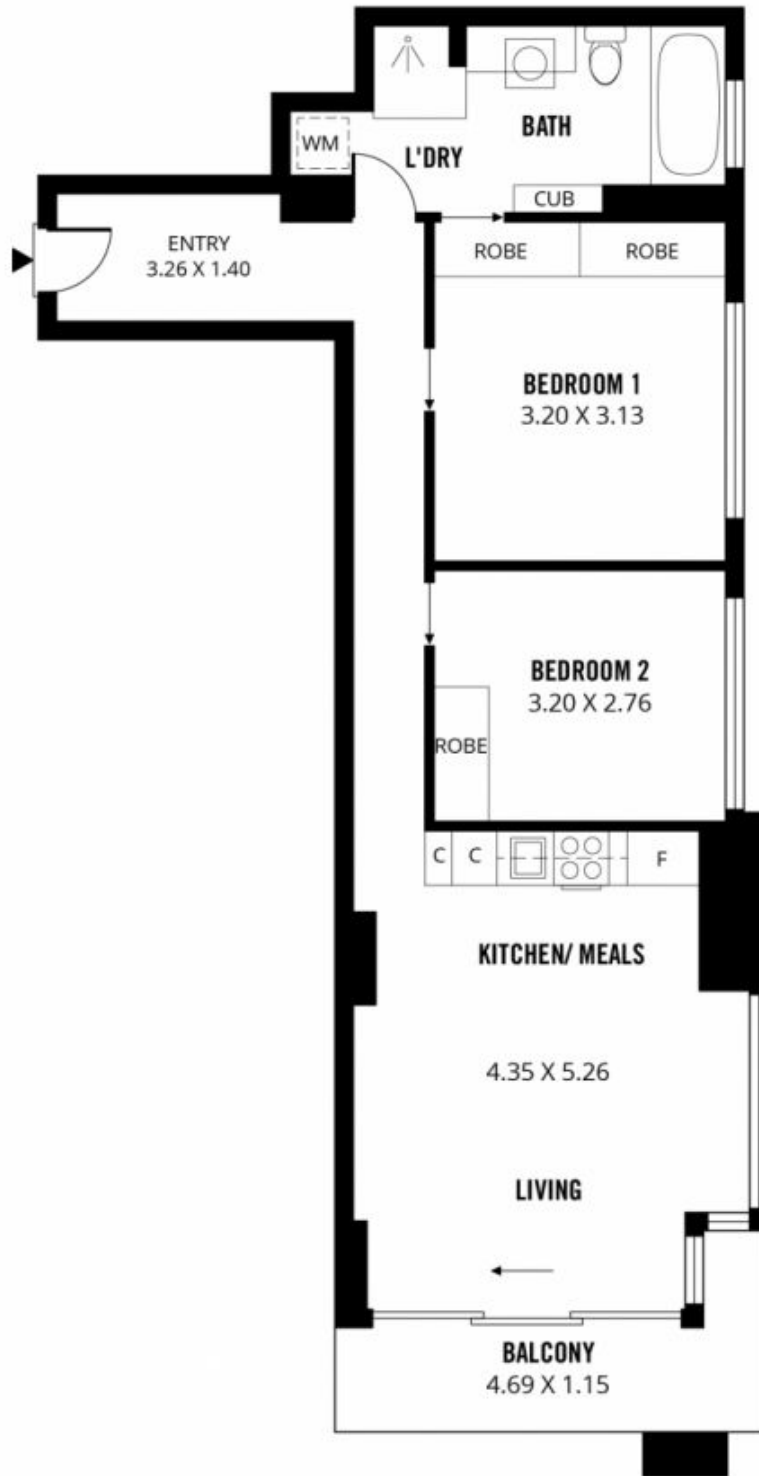 BATH
WM
L'DRY
CUB
ENTRY
3.26 X 1.40
ROBE
ROBE
BEDROOM 1
3.20 X 3.13
BEDROOM 2
3.20 X 2.76
ROBE
C
C
F
KITCHEN/ MEALS
4.35 X 5.26
LIVING
BALCONY
4.69 X 1.15